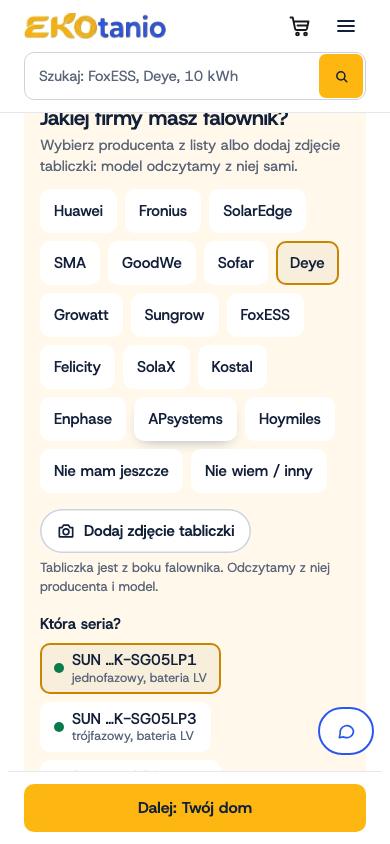 EKOtanio
Szukaj: FoxESS, Deye, 10 kWh
Jakiej firmy masz falownik?
Wybierz producenta z listy albo dodaj zdjęcie
tabliczki: model odczytamy z niej sami.
Huawei Fronius SolarEdge
SMA GoodWe Sofar Deye
Growatt Sungrow FoxESS
Felicity SolaX Kostal
Enphase APsystems Hoymiles
Nie mam jeszcze Nie wiem / inny
Dodaj zdjęcie tabliczki
Tabliczka jest z boku falownika. Odczytamy z niej
producenta i model.
Która seria?
SUN …K-SG05LP1
jednofazowy, bateria LV
SUN …K-SG05LP3
trójfazowy, bateria LV
Dalej: Twój dom